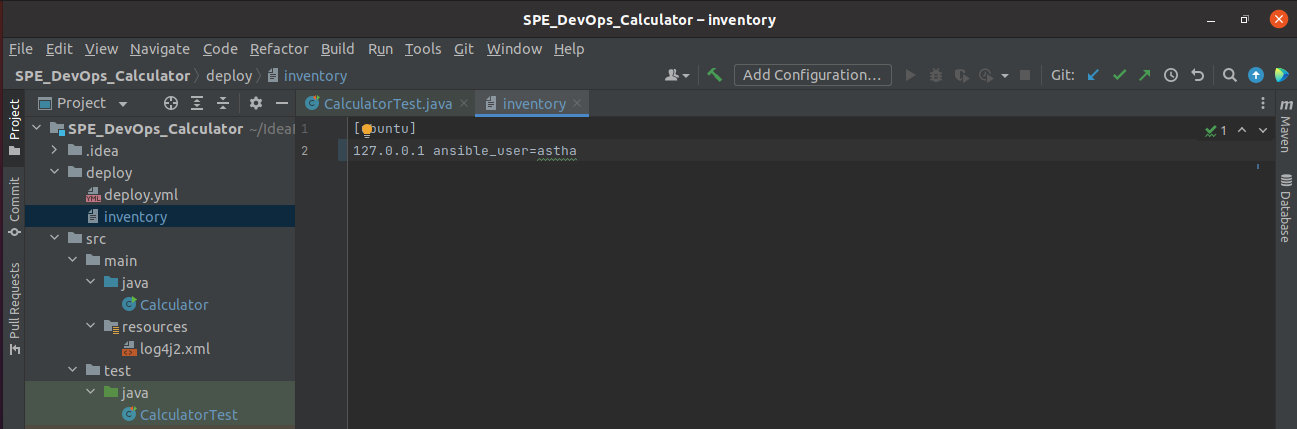 SPE_DevOps_Calculator – inventory
File Edit View Navigate Code Refactor Build Run Tools Git Window Help
SPE_DevOps_Calculator deploy inventory
Add Configuration...
Git:
Project
Project
CalculatorTest.java
inventory
SPE_DevOps_Calculator
.idea
deploy
deploy.yml
inventory
src
main
java
Calculator
resources
log4j2.xml
test
java
CalculatorTest
1
2 127.0.0.1 ansible_user=astha
1
Commit
Pull Requests
m Maven
Database